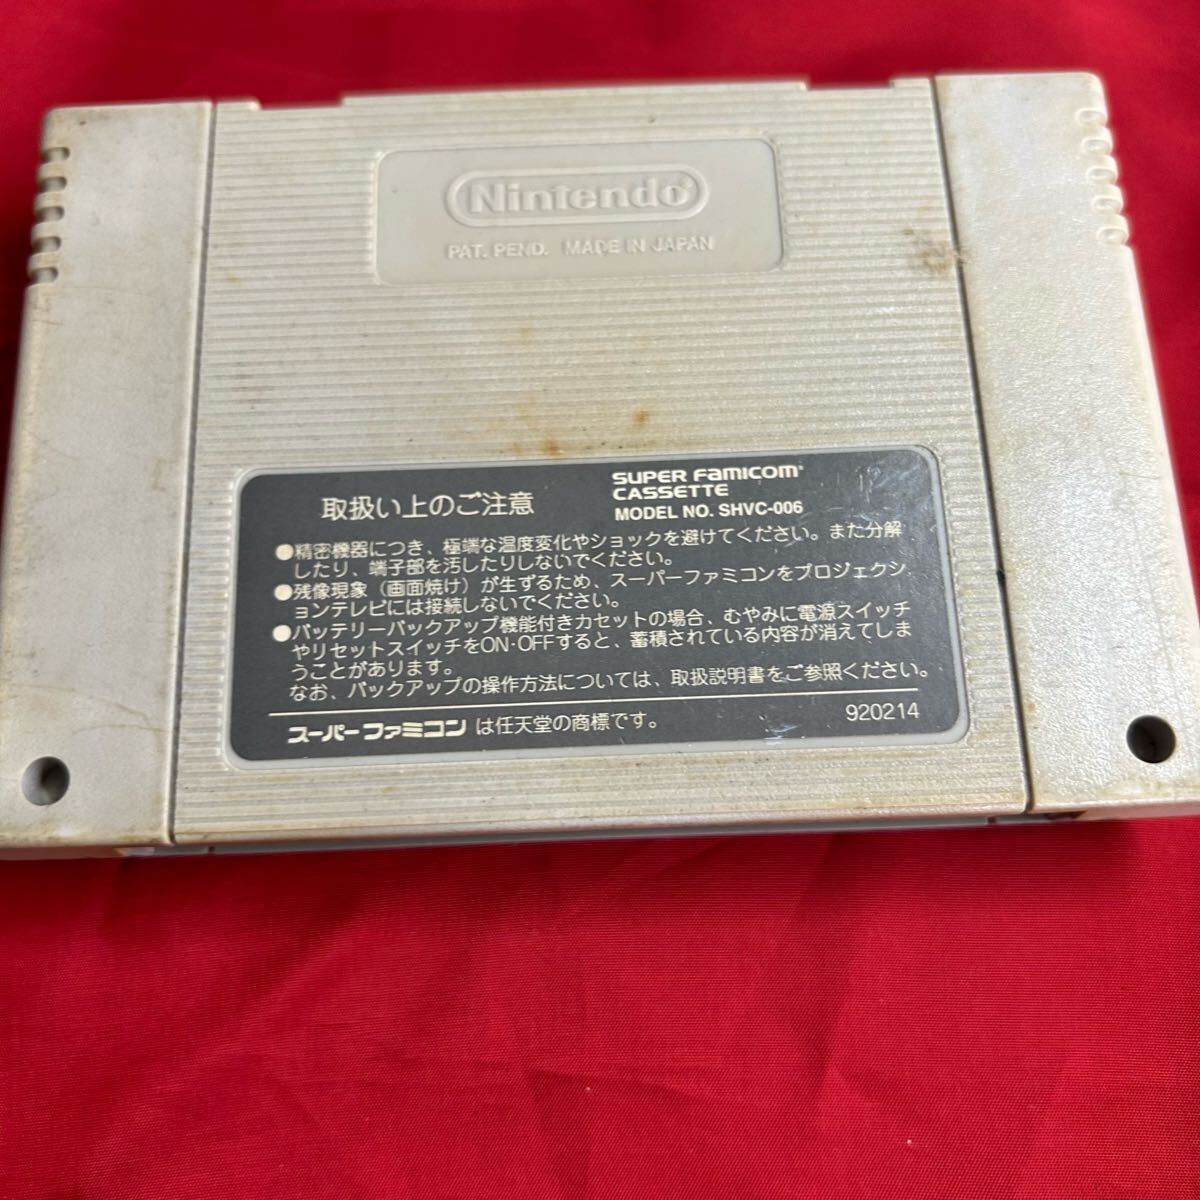 Nintendo®
PAT. PEND. MADE IN JAPAN
取扱い上のご注意
SUPER Famicom®
CASSETTE
MODEL NO. SHVC-006
●精密機器につき、極端な温度変化やショックを避けてください。また分解
したり、端子部を汚したりしないでください。
●残像現象（画面焼け）が生ずるため、スーパーファミコンをプロジェクシ
ョンテレビには接続しないでください。
●バッテリーバックアップ機能付きカセットの場合、むやみに電源スイッチ
やリセットスイッチをON・OFFすると、蓄積されている内容が消えてしま
うことがあります。
なお、バックアップの操作方法については、取扱説明書をご参照ください。
スーパーファミコン は任天堂の商標です。
920214